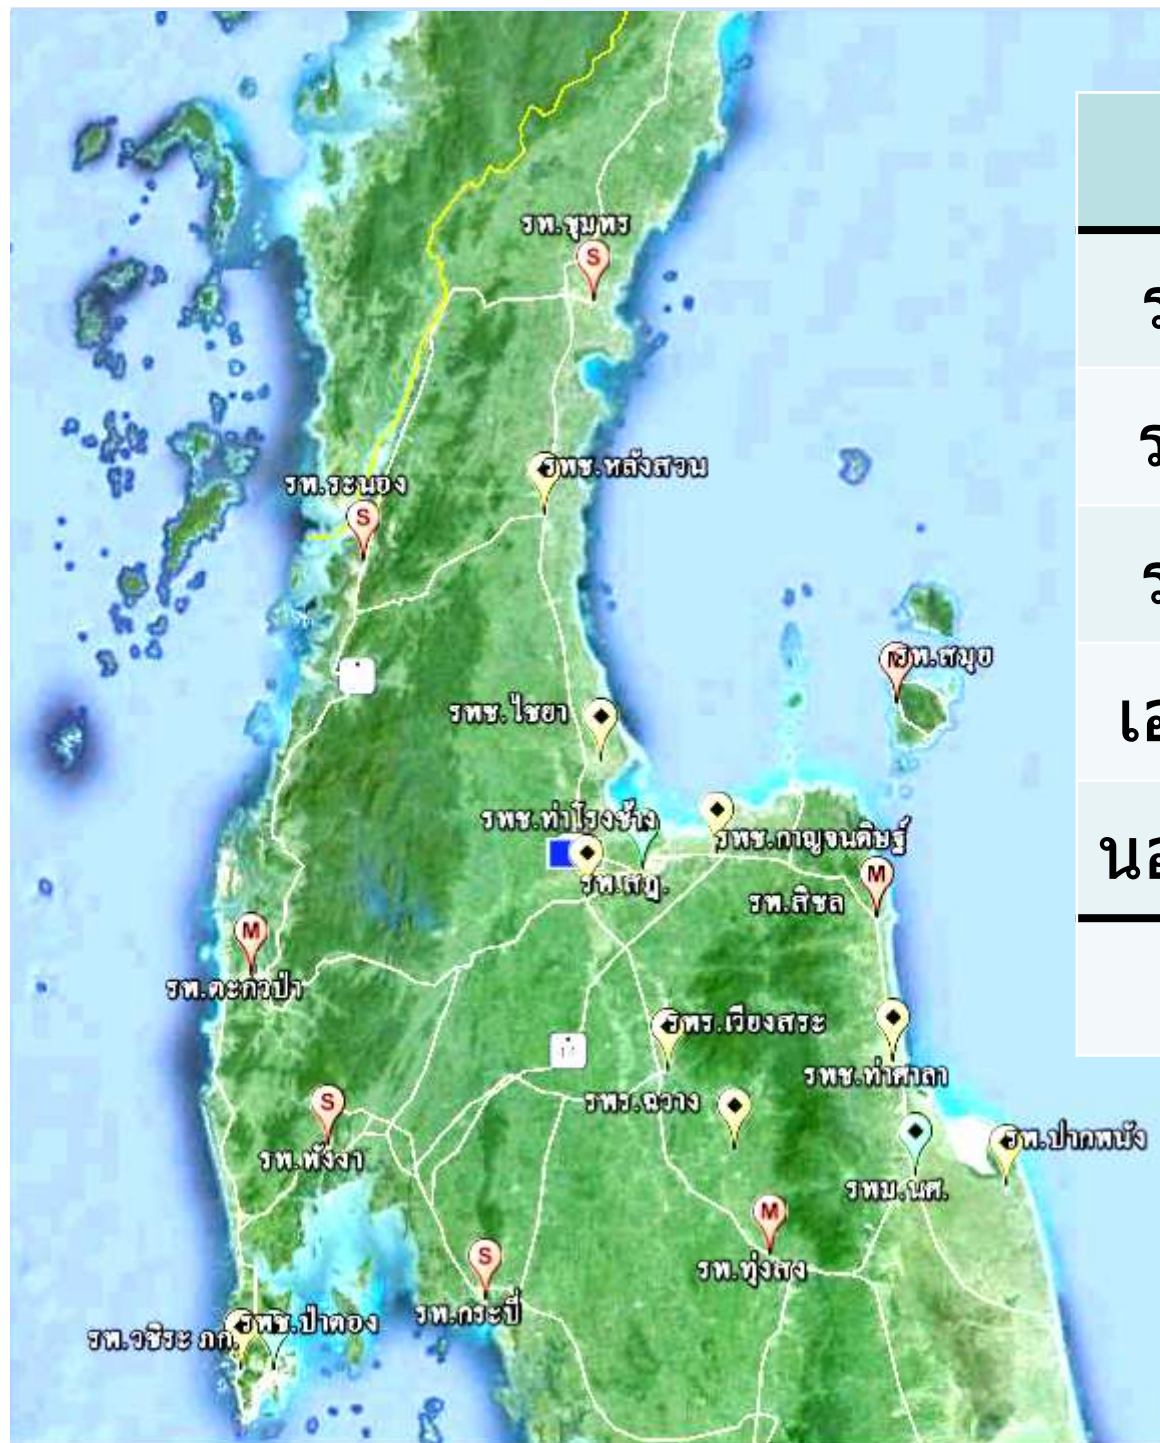 รพ.ชุมพร
S
รพช.หลังสวน
รพ.ระนอง
S
รพ.สมุย
รพช.ไชยา
รพช.ท่าโรงช้าง
รพช.กาญจนดิษฐ์
รพ.สฎ.
M
รพ.สิชล
M
รพ.ตะกั่วป่า
รพร.เวียงสระ
รพช.ท่าศาลา
รพร.ฉวาง
S
รพ.พังงา
รพ.ปากพนัง
รพม.นศ.
M
รพ.ทุ่งสง
S
รพ.กระบี่
รพช.ป่าตอง
รพ.วชิระ ภก.
ร
ร
ร
เอ
นอ